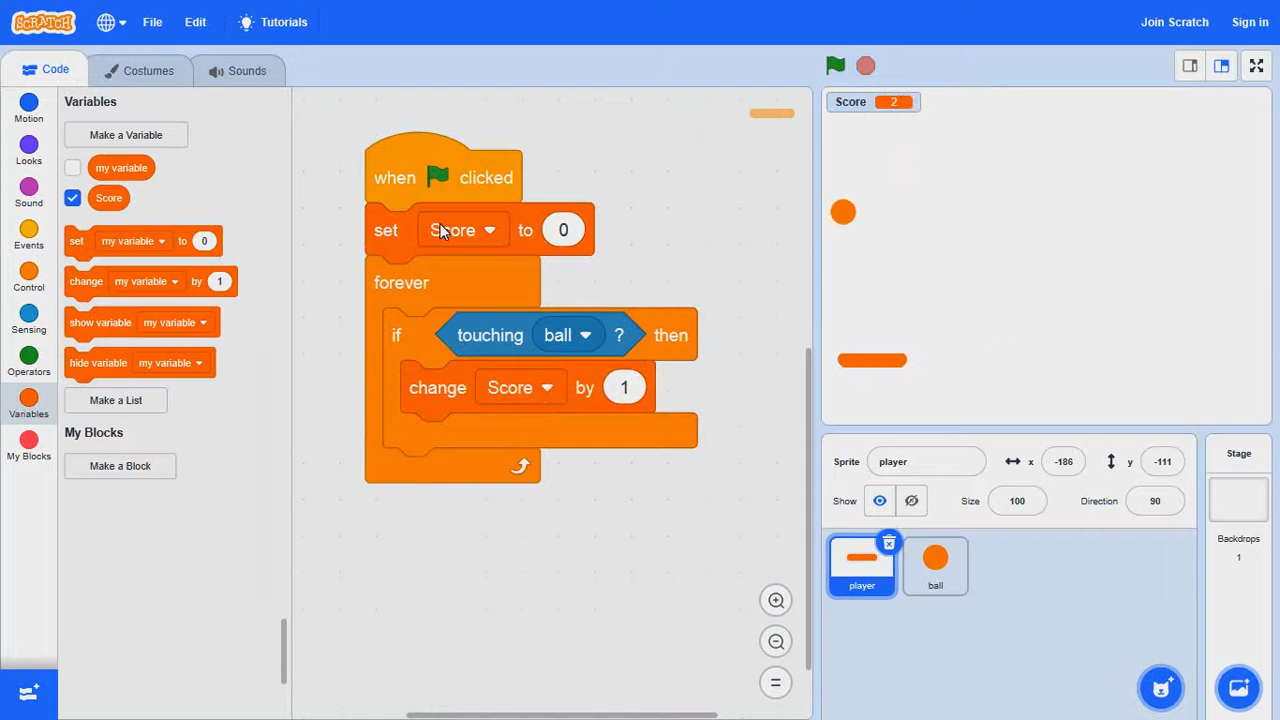 SCRATCH File Edit Tutorials Join Scratch Sign in
Code Costumes Sounds
Motion
Looks
Sound
Events
Control
Sensing
Operators
Variables
My Blocks
Variables
Make a Variable
my variable
Score
set my variable to 0
change my variable by 1
show variable my variable
hide variable my variable
Make a List
My Blocks
Make a Block
when clicked
set Score to 0
forever
if touching ball ? then
change Score by 1
Score 2
Sprite player x -186 y -111
Show Size 100 Direction 90
player
ball
Stage
Backdrops
1